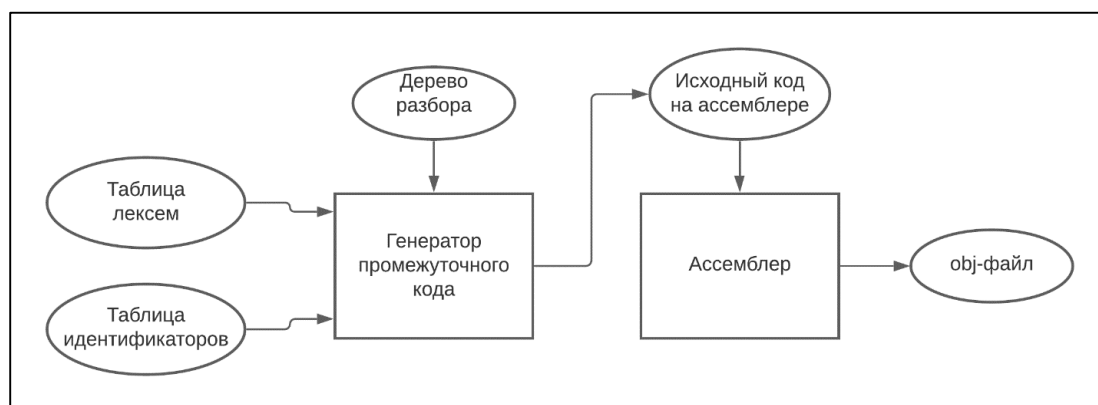 Дерево
разбора
Исходный код
на ассемблере
Таблица
лексем
Генератор
промежуточного
кода
Ассемблер
obj-файл
Таблица
идентификаторов